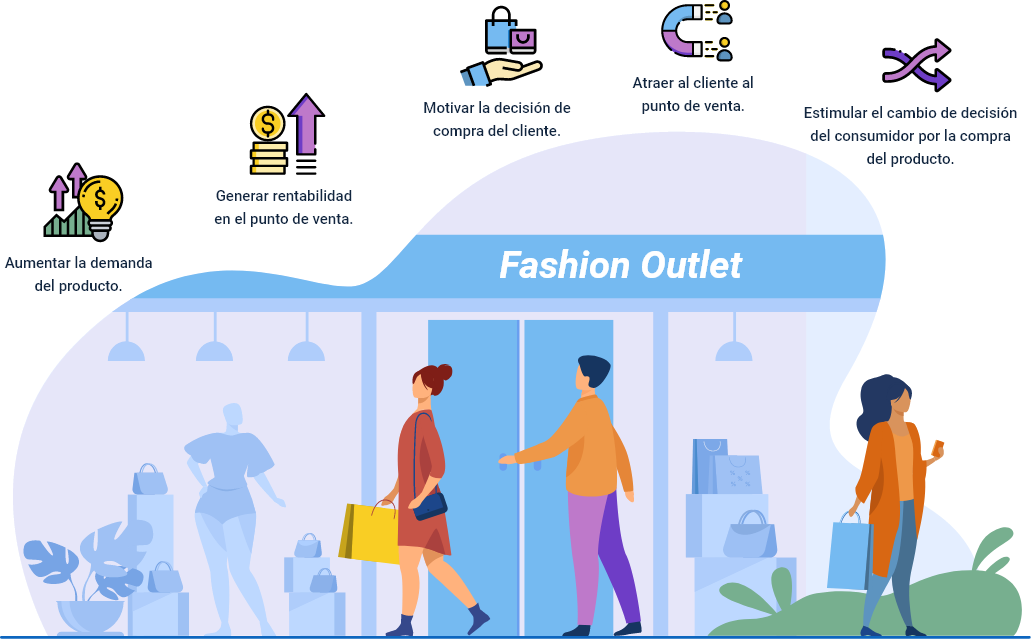 Aumentar la demanda
del producto.
Generar rentabilidad
en el punto de venta.
Motivar la decisión de
compra del cliente.
Atraer al cliente al
punto de venta.
Estimular el cambio de decisión
del consumidor por la compra
del producto.
Fashion Outlet